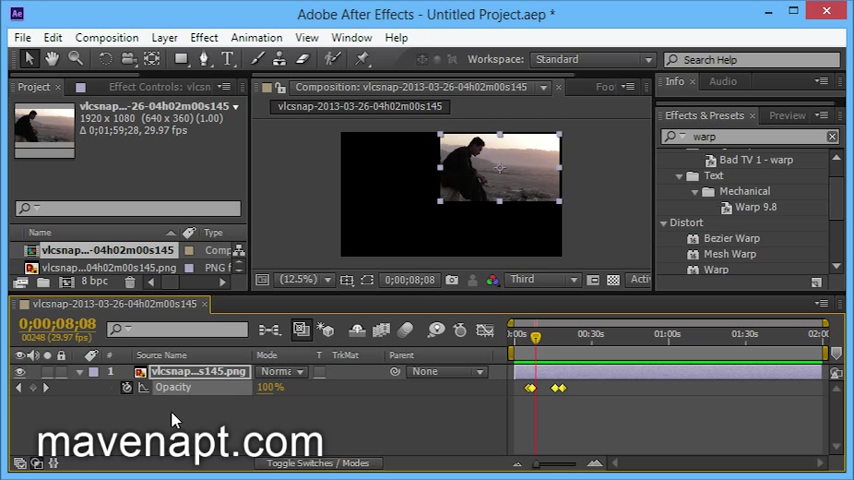 Adobe After Effects - Untitled Project.aep *
File Edit Composition Layer Effect Animation View Window Help
Workspace: Standard
Search Help
Project
Effect Controls: vlcsn
vlcsnap...-26-04h02m00s145
1920 x 1080 (640 x 360) (1.00)
Δ 0;01;59;28, 29.97 fps
Name Type
vlcsnap...-04h02m00s145 Comp
vlcsnap...04h02m00s145.png PNG f
8 bpc
Composition: vlcsnap-2013-03-26-04h02m00s145
Foo
vlcsnap-2013-03-26-04h02m00s145
(12.5%) 0;00;08;08 Third Activ
Info Audio
Effects & Presets Preview
warp
Bad TV 1 - warp
Text
Mechanical
Warp 9.8
Distort
Bezier Warp
Mesh Warp
Warp
vlcsnap-2013-03-26-04h02m00s145
0;00;08;08
00248 (29.97 fps)
00s 00:30s 01:00s 01:30s 02:00
# Source Name Mode T TrkMat Parent
1 vlcsnap...s145.png Norma None
Opacity 100%
mavenapt.com
Toggle Switches / Modes